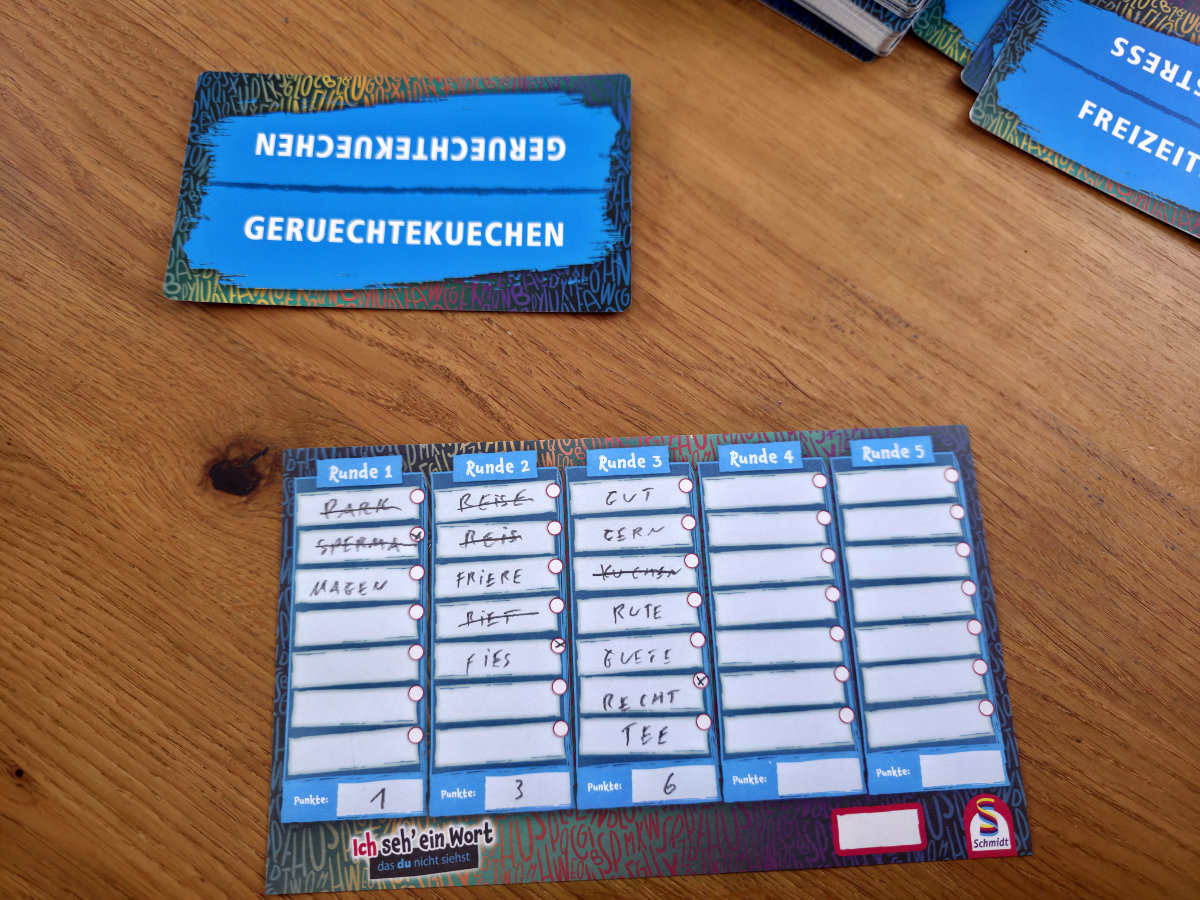 STRESS
FREIZEIT
GERUECHTEKUECHEN
GERUECHTEKUECHEN
Runde 1
PARK
SPERMA
MAGEN
Punkte: 1
Runde 2
REISE
REIS
FRIERE
RIET
FIES
Punkte: 3
Runde 3
GUT
GERN
KUCHEN
RUTE
GUETE
RECHT
TEE
Punkte: 6
Runde 4
Punkte:
Runde 5
Punkte:
Ich seh' ein Wort
das du nicht siehst
Schmidt